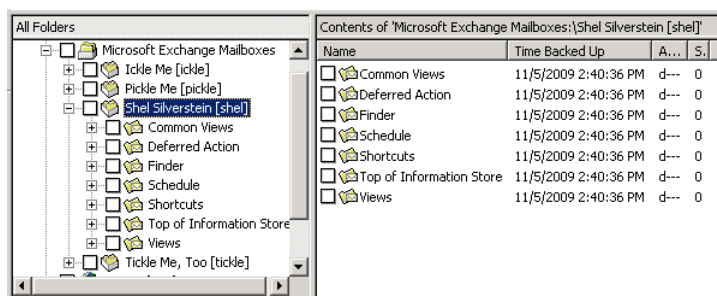 All Folders
Microsoft Exchange Mailboxes
Ickle Me [ickle]
Pickle Me [pickle]
Shel Silverstein [shel]
Common Views
Deferred Action
Finder
Schedule
Shortcuts
Top of Information Store
Views
Tickle Me, Too [tickle]
Contents of 'Microsoft Exchange Mailboxes:\Shel Silverstein [shel]'
Name Time Backed Up A... S.
Common Views 11/5/2009 2:40:36 PM d--- 0
Deferred Action 11/5/2009 2:40:36 PM d--- 0
Finder 11/5/2009 2:40:36 PM d--- 0
Schedule 11/5/2009 2:40:36 PM d--- 0
Shortcuts 11/5/2009 2:40:36 PM d--- 0
Top of Information Store 11/5/2009 2:40:36 PM d--- 0
Views 11/5/2009 2:40:36 PM d--- 0